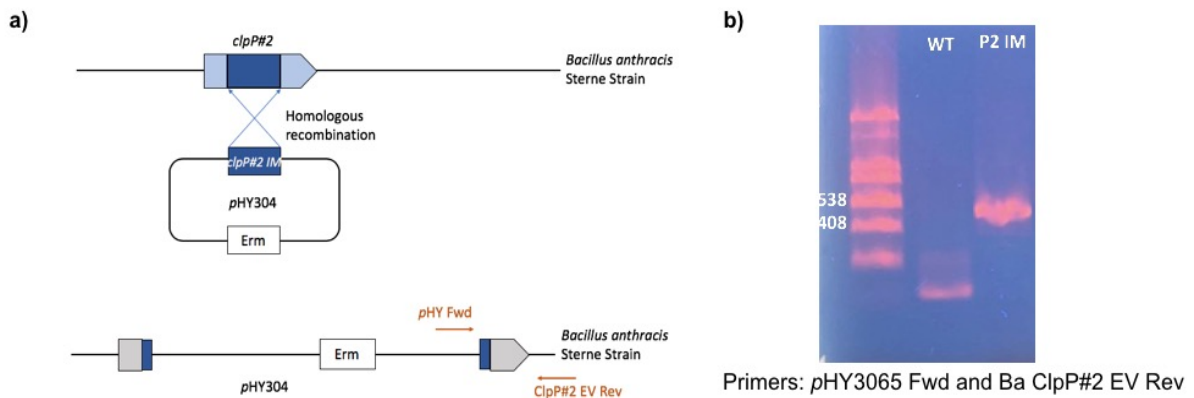 a)
clpP#2
Bacillus anthracis
Sterne Strain
Homologous
recombination
clpP#2 IM
pHY304
Erm
pHY Fwd
Bacillus anthracis
Sterne Strain
Erm
pHY304
ClpP#2 EV Rev
b)
WT P2 IM
538
408
Primers: pHY3065 Fwd and Ba ClpP#2 EV Rev